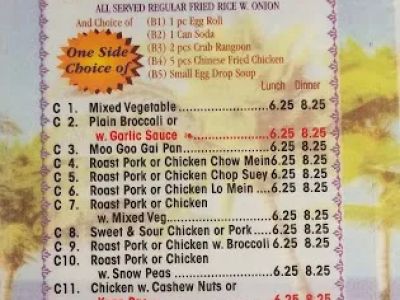 ALL SERVED REGULAR FRIED RICE W. ONION
And Choice of
(B1) 1 pc Egg Roll
(B2) 1 Can Soda
(B3) 2 pcs Crab Rangoon
(B4) 5 pcs Chinese Fried Chicken
(B5) Small Egg Drop Soup
One Side
Choice of
Lunch Dinner
C 1. Mixed Vegetable 6.25 8.25
C 2. Plain Broccoli or
w. Garlic Sauce 6.25 8.25
C 3. Moo Goo Gai Pan 6.25 8.25
C 4. Roast Pork or Chicken Chow Mein 6.25 8.25
C 5. Roast Pork or Chicken Chop Suey 6.25 8.25
C 6. Roast Pork or Chicken Lo Mein 6.25 8.25
C 7. Roast Pork or Chicken
w. Mixed Veg. 6.25 8.25
C 8. Sweet & Sour Chicken or Pork 6.25 8.25
C 9. Roast Pork or Chicken w. Broccoli 6.25 8.25
C10. Roast Pork or Chicken
w. Snow Peas 6.25 8.25
C11. Chicken w. Cashew Nuts or